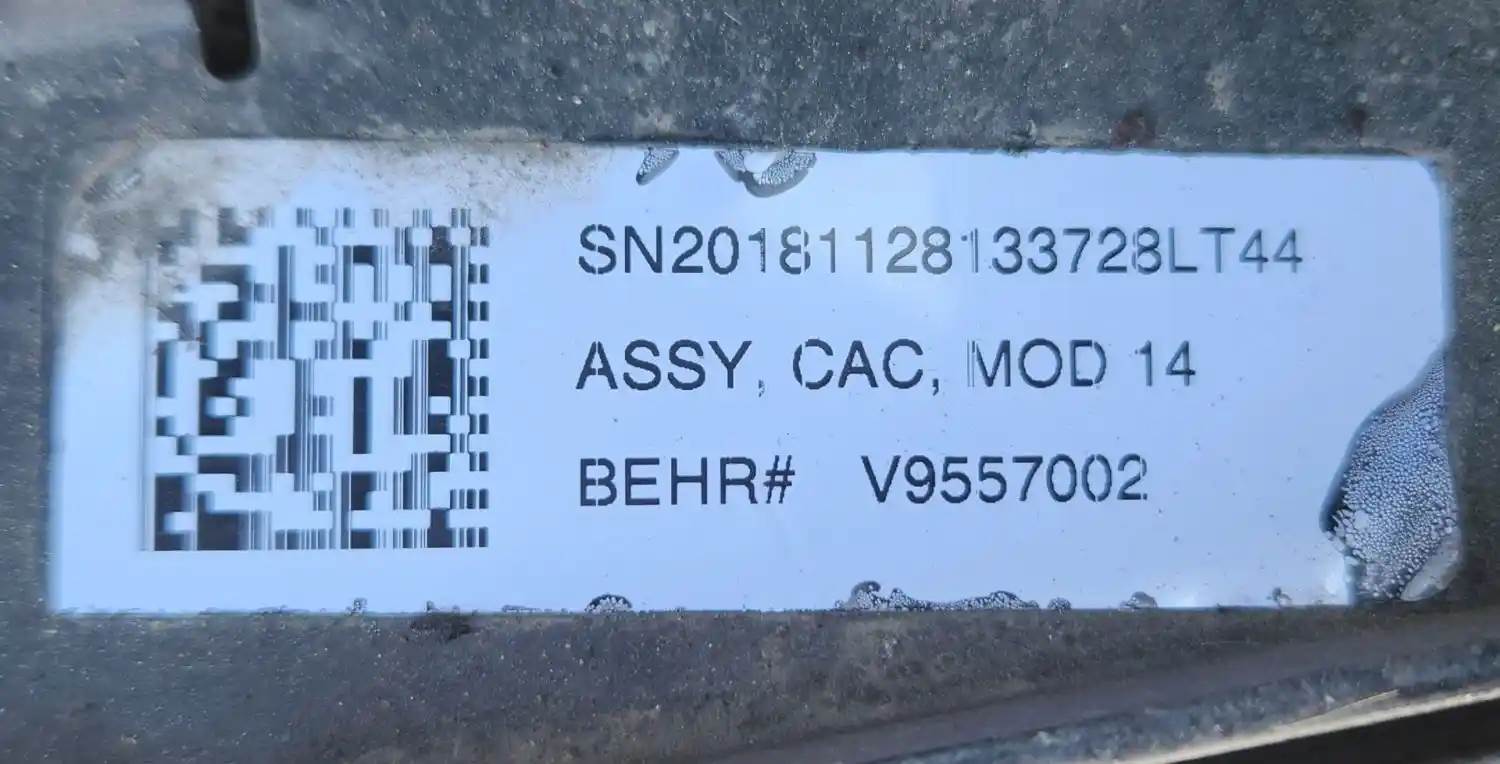 SN20181128133728LT44
ASSY, CAC, MOD 14
BEHR# V9557002